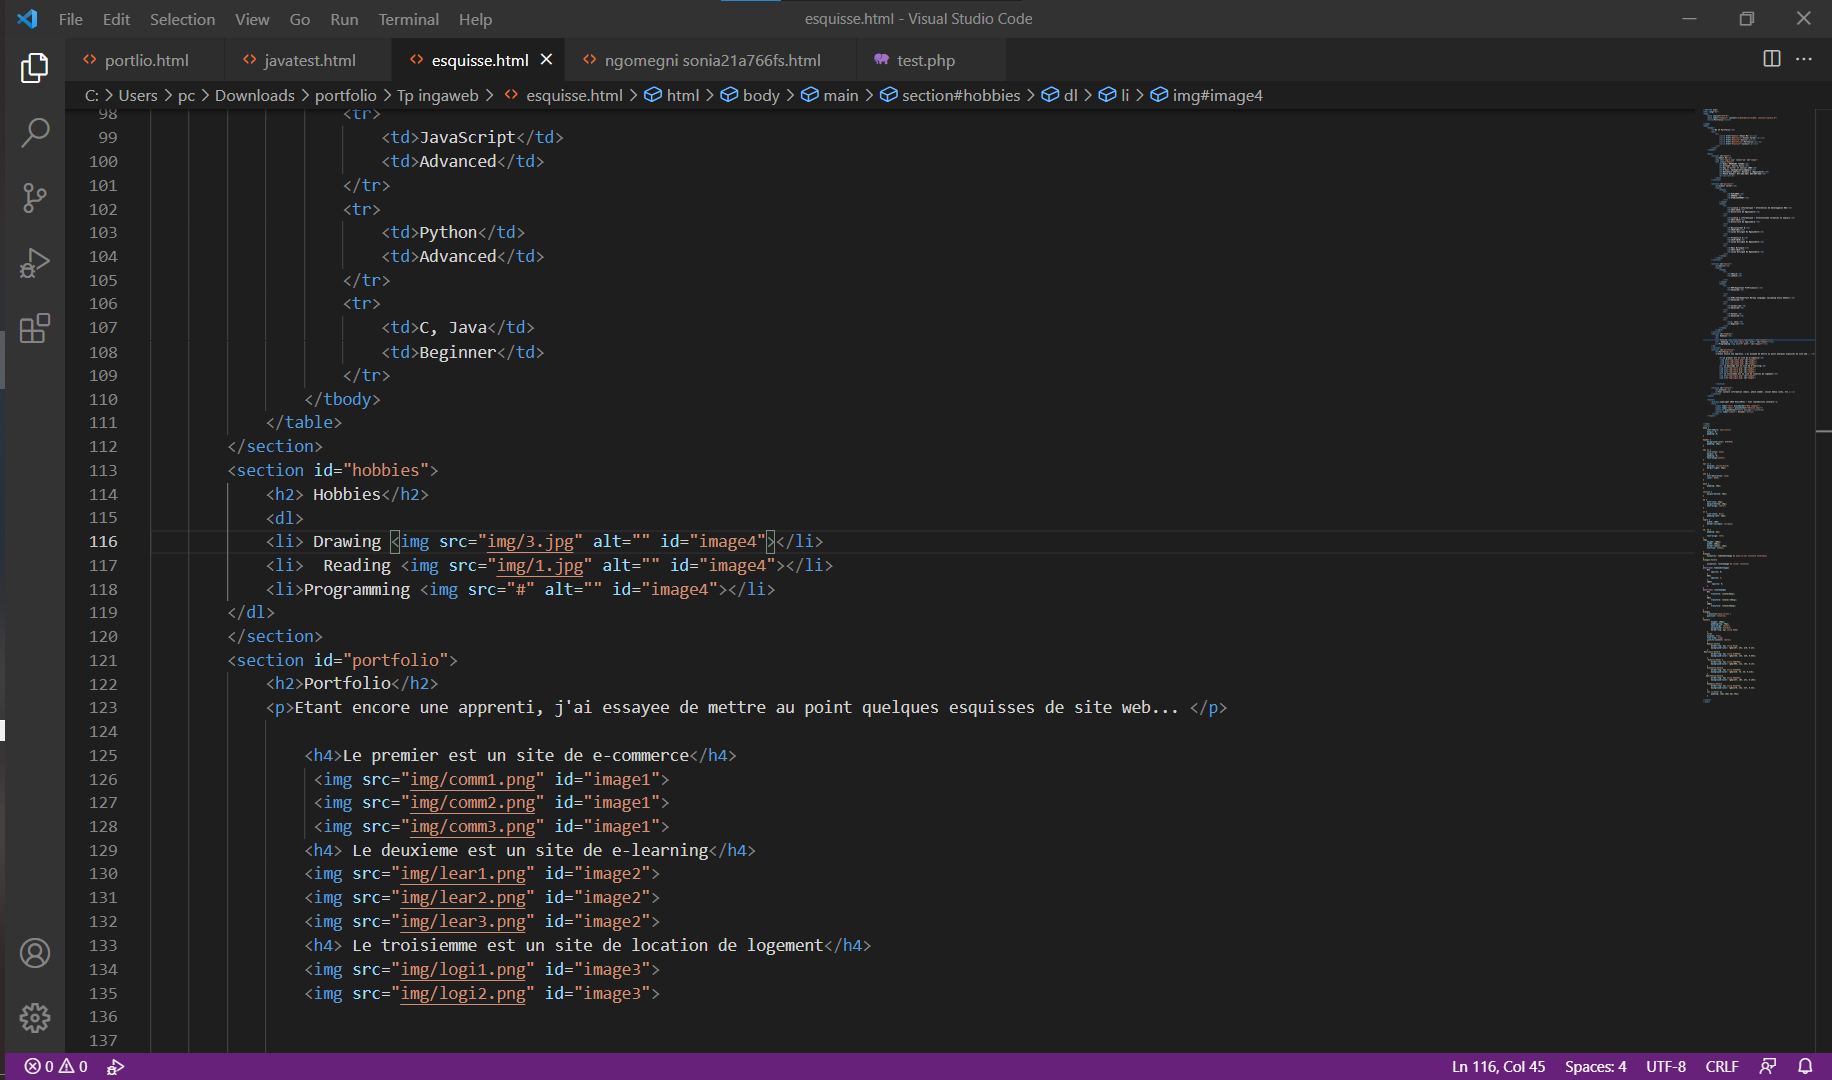 File Edit Selection View Go Run Terminal Help esquisse.html - Visual Studio Code
portlio.html javatest.html esquisse.html ngomegni sonia21a766fs.html test.php
C: > Users > pc > Downloads > portfolio > Tp ingaweb > esquisse.html > html > body > main > section#hobbies > dl > li > img#image4
98 <tr>
99 <td>JavaScript</td>
100 <td>Advanced</td>
101 </tr>
102 <tr>
103 <td>Python</td>
104 <td>Advanced</td>
105 </tr>
106 <tr>
107 <td>C, Java</td>
108 <td>Beginner</td>
109 </tr>
110 </tbody>
111 </table>
112 </section>
113 <section id="hobbies">
114 <h2> Hobbies</h2>
115 <dl>
116 <li> Drawing <img src="img/3.jpg" alt="" id="image4"></li>
117 <li>  Reading <img src="img/1.jpg" alt="" id="image4"></li>
118 <li>Programming <img src="#" alt="" id="image4"></li>
119 </dl>
120 </section>
121 <section id="portfolio">
122 <h2>Portfolio</h2>
123 <p>Etant encore une apprenti, j'ai essayee de mettre au point quelques esquisses de site web... </p>
124
125 <h4>Le premier est un site de e-commerce</h4>
126 <img src="img/comm1.png" id="image1">
127 <img src="img/comm2.png" id="image1">
128 <img src="img/comm3.png" id="image1">
129 <h4> Le deuxieme est un site de e-learning</h4>
130 <img src="img/lear1.png" id="image2">
131 <img src="img/lear2.png" id="image2">
132 <img src="img/lear3.png" id="image2">
133 <h4> Le troisiemme est un site de location de logement</h4>
134 <img src="img/logi1.png" id="image3">
135 <img src="img/logi2.png" id="image3">
136
137
0 0 Ln 116, Col 45 Spaces: 4 UTF-8 CRLF